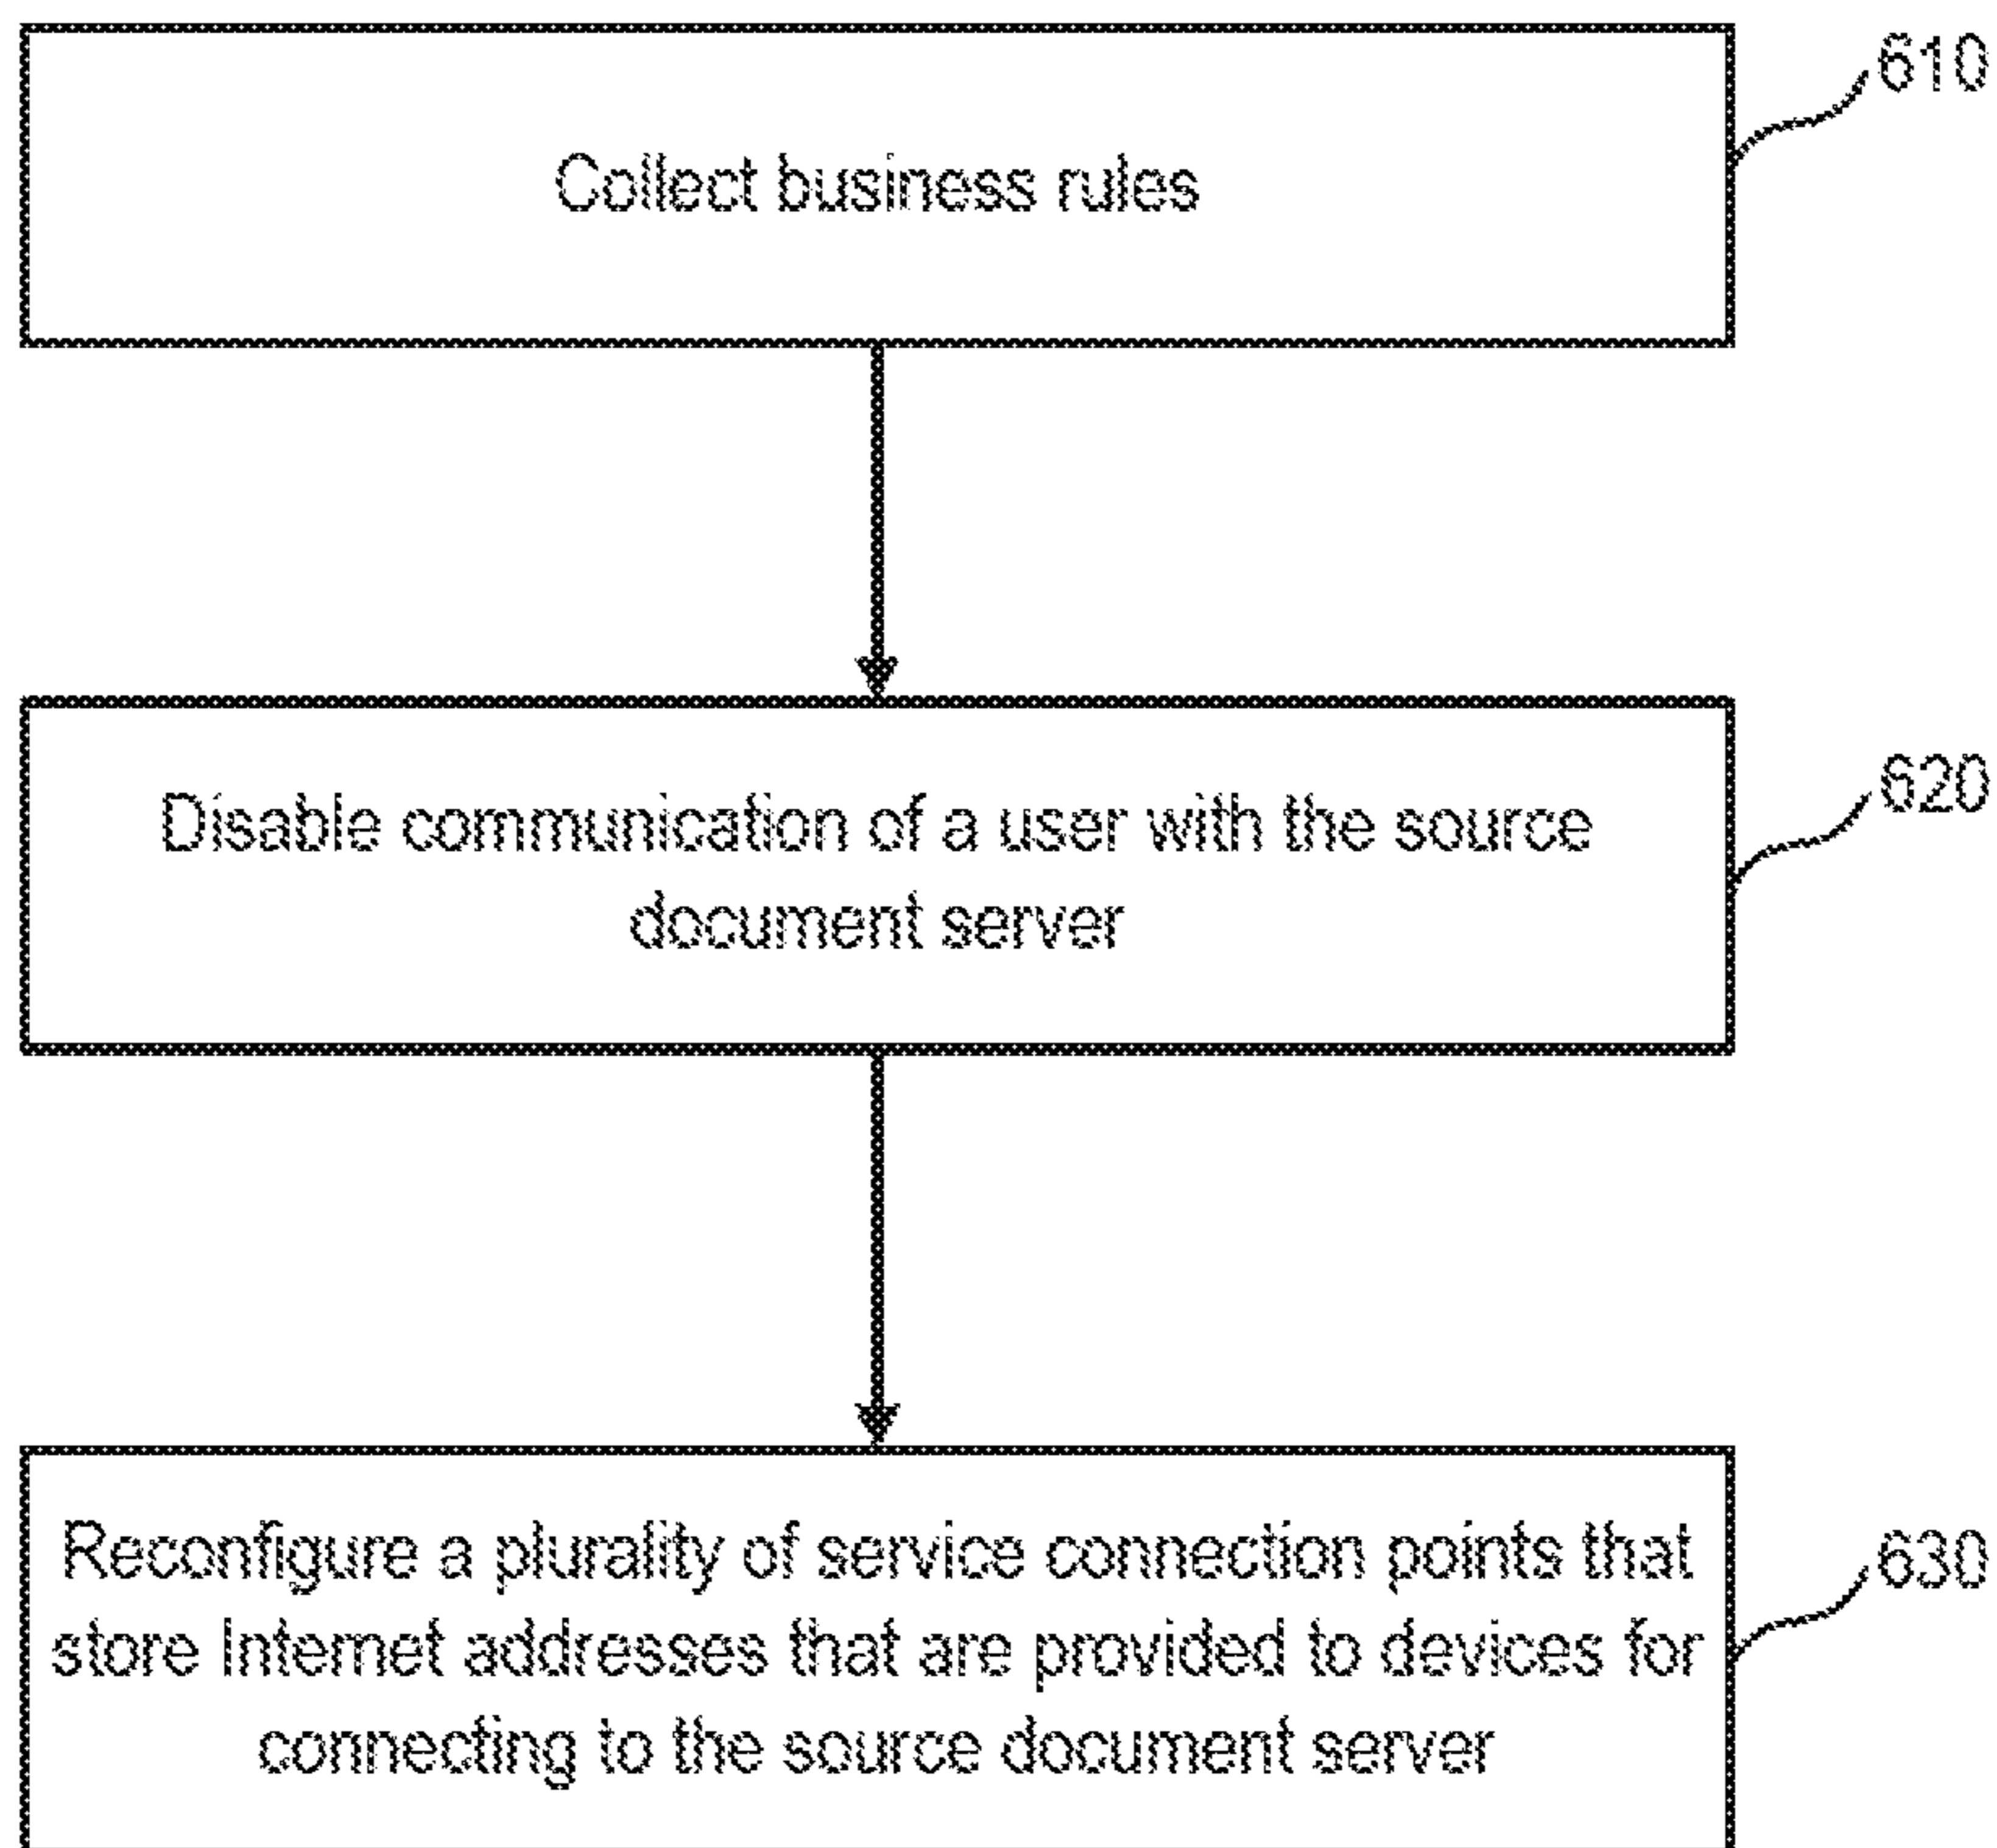 610
Collect business rules
620
Disable communication of a user with the source
document server
630
Reconfigure a plurality of service connection points that
store Internet addresses that are provided to devices for
connecting to the source document server